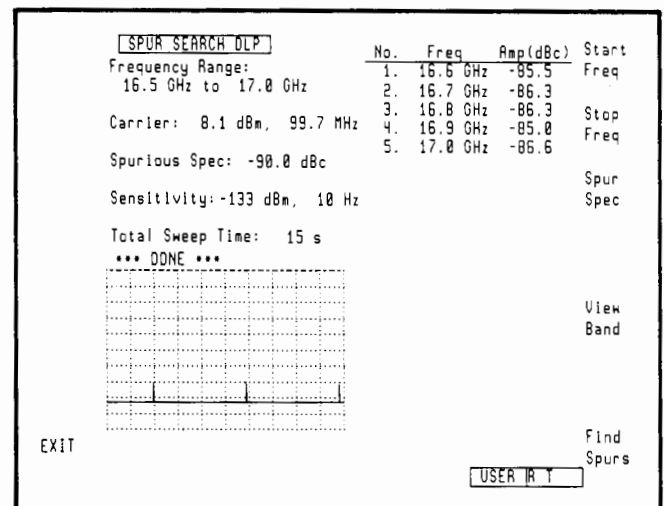 SPUR SEARCH DLP
Frequency Range:
16.5 GHz to 17.0 GHz
Carrier: 8.1 dBm, 99.7 MHz
Spurious Spec: -90.0 dBc
Sensitivity: -133 dBm, 10 Hz
Total Sweep Time: 15 s
*** DONE ***
No. Freq Amp(dBc)
1. 16.6 GHz -85.5
2. 16.7 GHz -86.3
3. 16.8 GHz -86.3
4. 16.9 GHz -85.0
5. 17.0 GHz -86.6
Start
Freq
Stop
Freq
Spur
Spec
View
Band
Find
Spurs
EXIT
USER R T